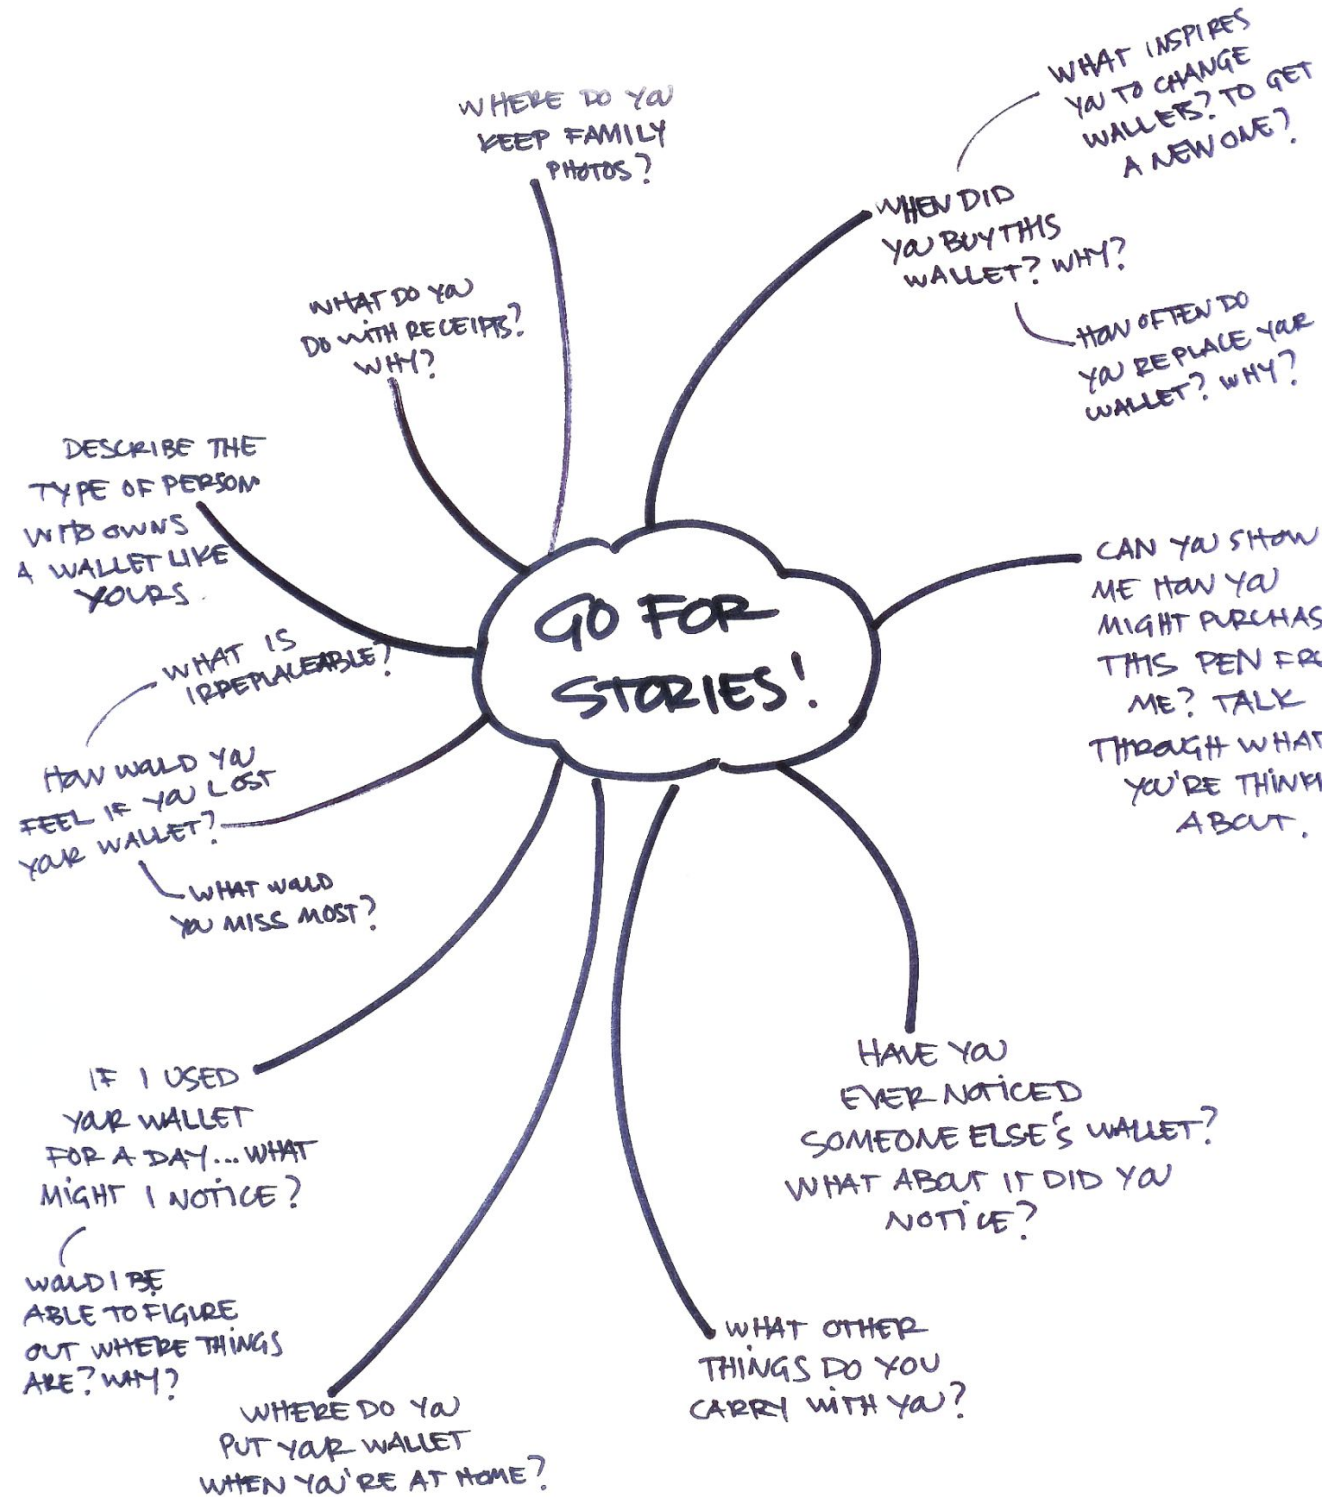 WHERE DO YOU
KEEP FAMILY
PHOTOS?
WHAT INSPIRES
YOU TO CHANGE
WALLETS? TO GET
A NEW ONE?
WHEN DID
YOU BUY THIS
WALLET? WHY?
HOW OFTEN DO
YOU REPLACE YOUR
WALLET? WHY?
WHAT DO YOU
DO WITH RECEIPTS?
WHY?
DESCRIBE THE
TYPE OF PERSON
WHO OWNS
A WALLET LIKE
YOURS.
GO FOR
STORIES!
CAN YOU SHOW
ME HOW YOU
MIGHT PURCHAS
THIS PEN FRO
ME? TALK
THROUGH WHAT
YOU'RE THINK
ABOUT.
WHAT IS
IRREPLACEABLE?
HOW WOULD YOU
FEEL IF YOU LOST
YOUR WALLET?
WHAT WOULD
YOU MISS MOST?
IF I USED
YOUR WALLET
FOR A DAY... WHAT
MIGHT I NOTICE?
WOULD I BE
ABLE TO FIGURE
OUT WHERE THINGS
ARE? WHY?
WHERE DO YOU
PUT YOUR WALLET
WHEN YOU'RE AT HOME?
WHAT OTHER
THINGS DO YOU
CARRY WITH YOU?
HAVE YOU
EVER NOTICED
SOMEONE ELSE'S WALLET?
WHAT ABOUT IT DID YOU
NOTICE?